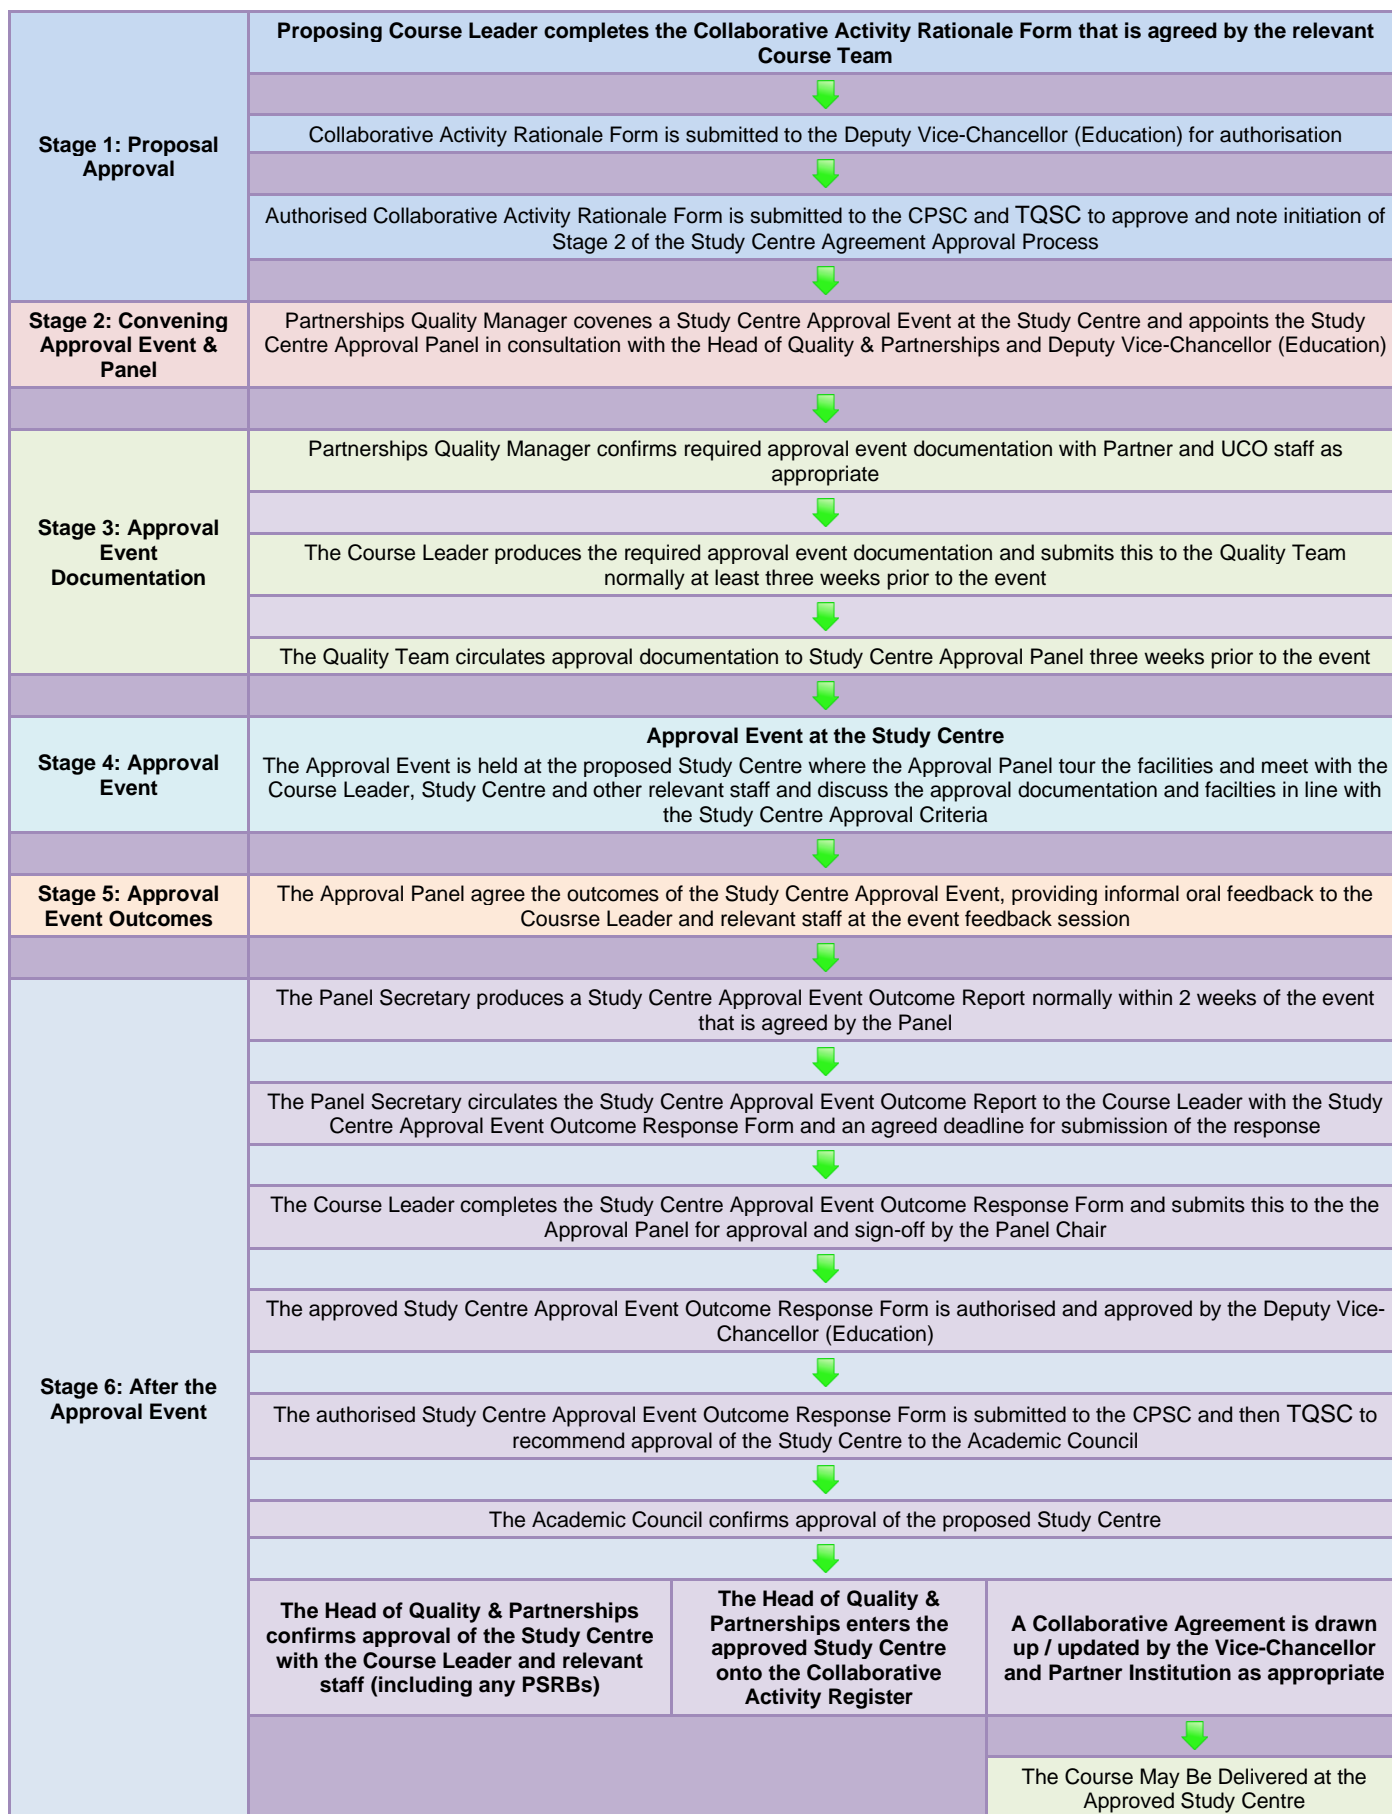 Proposing Course Leader completes the Collaborative Activity Rationale Form that is agreed by the relevant
Course Team
Stage 1: Proposal
Approval
Collaborative Activity Rationale Form is submitted to the Deputy Vice-Chancellor (Education) for authorisation
Authorised Collaborative Activity Rationale Form is submitted to the CPSC and TQSC to approve and note initiation of
Stage 2 of the Study Centre Agreement Approval Process
Stage 2: Convening
Approval Event &
Panel
Partnerships Quality Manager covenes a Study Centre Approval Event at the Study Centre and appoints the Study
Centre Approval Panel in consultation with the Head of Quality & Partnerships and Deputy Vice-Chancellor (Education)
Stage 3: Approval
Event
Documentation
Partnerships Quality Manager confirms required approval event documentation with Partner and UCO staff as
appropriate
The Course Leader produces the required approval event documentation and submits this to the Quality Team
normally at least three weeks prior to the event
The Quality Team circulates approval documentation to Study Centre Approval Panel three weeks prior to the event
Stage 4: Approval
Event
Approval Event at the Study Centre
The Approval Event is held at the proposed Study Centre where the Approval Panel tour the facilities and meet with the
Course Leader, Study Centre and other relevant staff and discuss the approval documentation and facilties in line with
the Study Centre Approval Criteria
Stage 5: Approval
Event Outcomes
The Approval Panel agree the outcomes of the Study Centre Approval Event, providing informal oral feedback to the
Cousrse Leader and relevant staff at the event feedback session
Stage 6: After the
Approval Event
The Panel Secretary produces a Study Centre Approval Event Outcome Report normally within 2 weeks of the event
that is agreed by the Panel
The Panel Secretary circulates the Study Centre Approval Event Outcome Report to the Course Leader with the Study
Centre Approval Event Outcome Response Form and an agreed deadline for submission of the response
The Course Leader completes the Study Centre Approval Event Outcome Response Form and submits this to the the
Approval Panel for approval and sign-off by the Panel Chair
The approved Study Centre Approval Event Outcome Response Form is authorised and approved by the Deputy Vice-
Chancellor (Education)
The authorised Study Centre Approval Event Outcome Response Form is submitted to the CPSC and then TQSC to
recommend approval of the Study Centre to the Academic Council
The Academic Council confirms approval of the proposed Study Centre
The Head of Quality & Partnerships
confirms approval of the Study Centre
with the Course Leader and relevant
staff (including any PSRBs)
The Head of Quality &
Partnerships enters the
approved Study Centre
onto the Collaborative
Activity Register
A Collaborative Agreement is drawn
up / updated by the Vice-Chancellor
and Partner Institution as appropriate
The Course May Be Delivered at the
Approved Study Centre